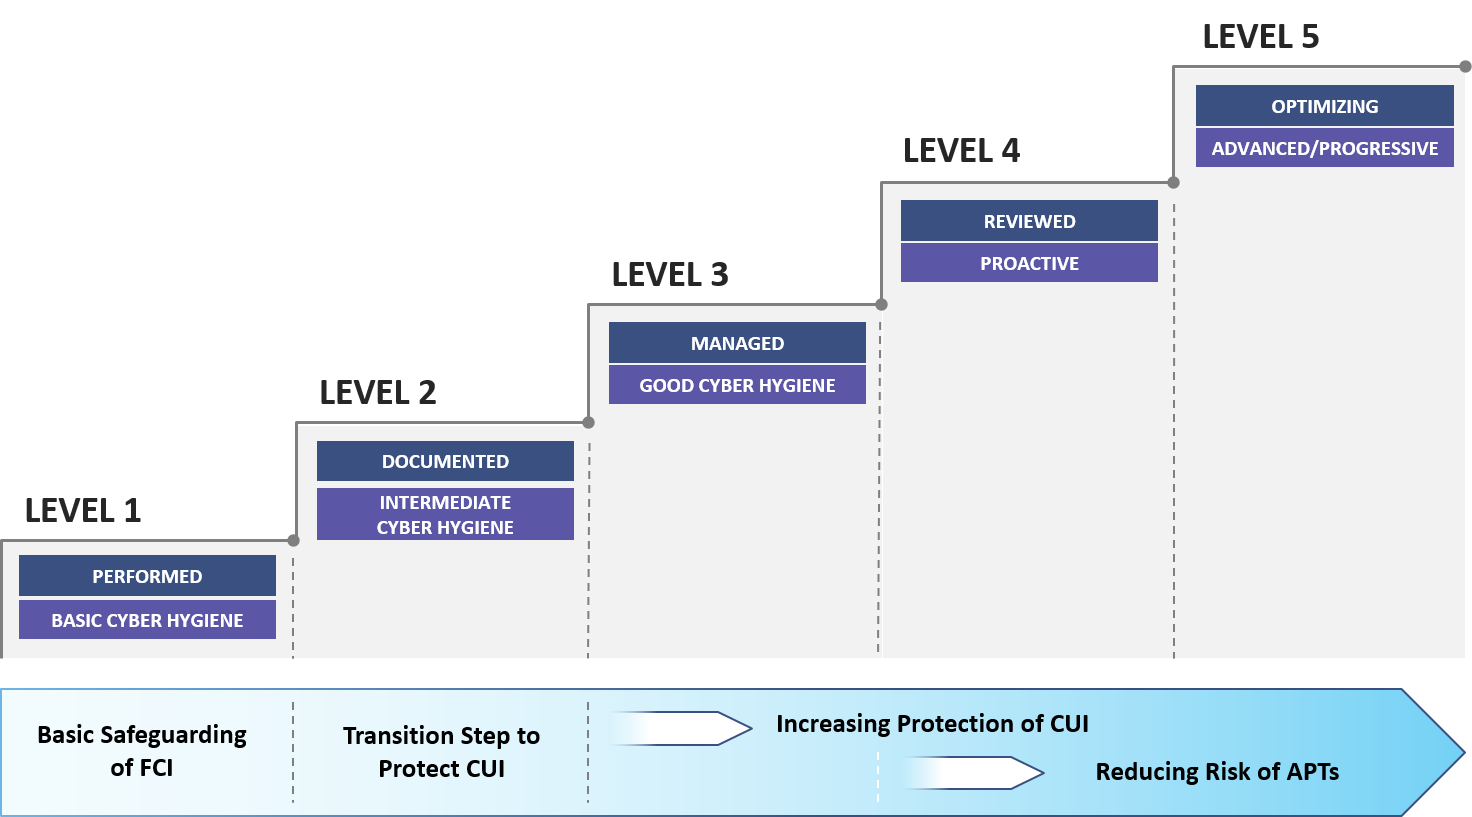 LEVEL 1
PERFORMED
BASIC CYBER HYGIENE
LEVEL 2
DOCUMENTED
INTERMEDIATE
CYBER HYGIENE
LEVEL 3
MANAGED
GOOD CYBER HYGIENE
LEVEL 4
REVIEWED
PROACTIVE
LEVEL 5
OPTIMIZING
ADVANCED/PROGRESSIVE
Basic Safeguarding
of FCI
Transition Step to
Protect CUI
Increasing Protection of CUI
Reducing Risk of APTs